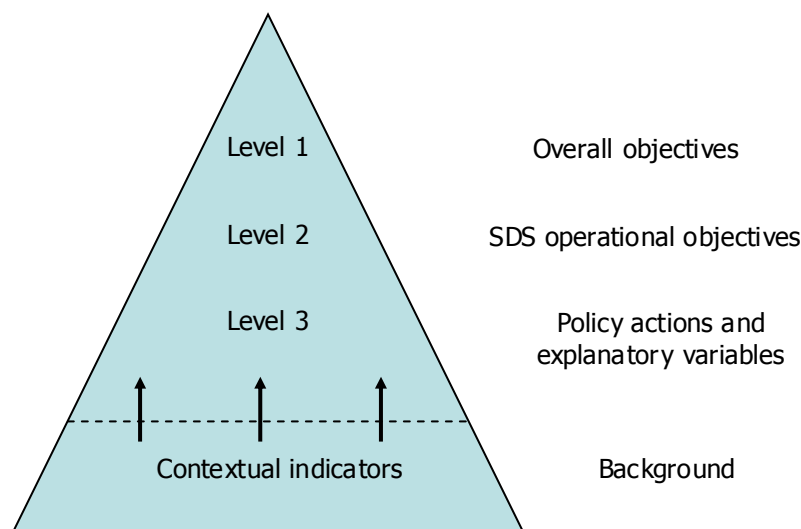 Level 1
Overall objectives
Level 2
SDS operational objectives
Level 3
Policy actions and
explanatory variables
Contextual indicators
Background